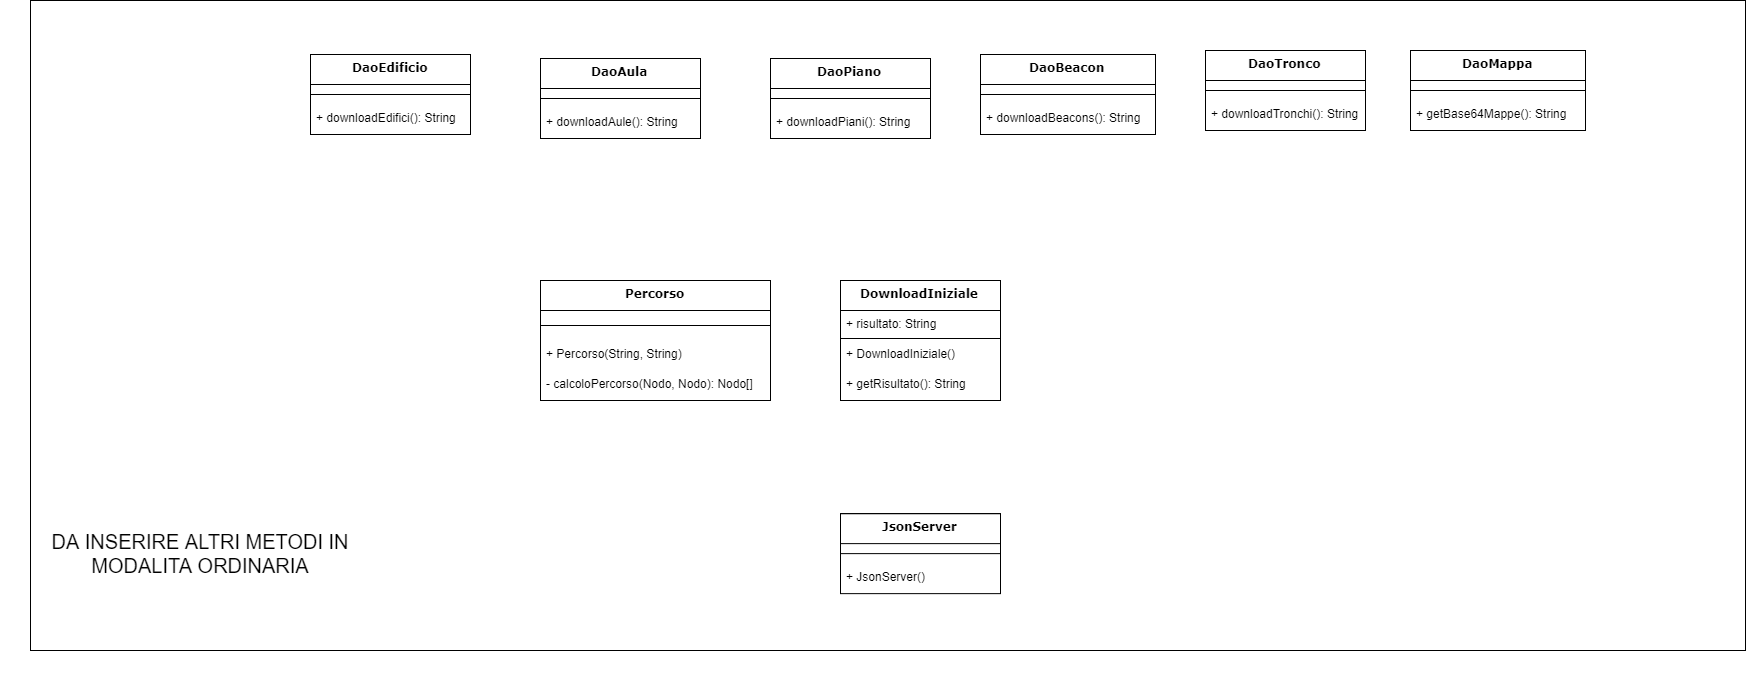 DaoEdificio
+ downloadEdifici(): String
DaoAula
+ downloadAule(): String
DaoPiano
+ downloadPiani(): String
DaoBeacon
+ downloadBeacons(): String
DaoTronco
+ downloadTronchi(): String
DaoMappa
+ getBase64Mappe(): String
Percorso
+ Percorso(String, String)
- calcoloPercorso(Nodo, Nodo): Nodo[]
DownloadIniziale
+ risultato: String
+ DownloadIniziale()
+ getRisultato(): String
JsonServer
+ JsonServer()
DA INSERIRE ALTRI METODI IN
MODALITA ORDINARIA